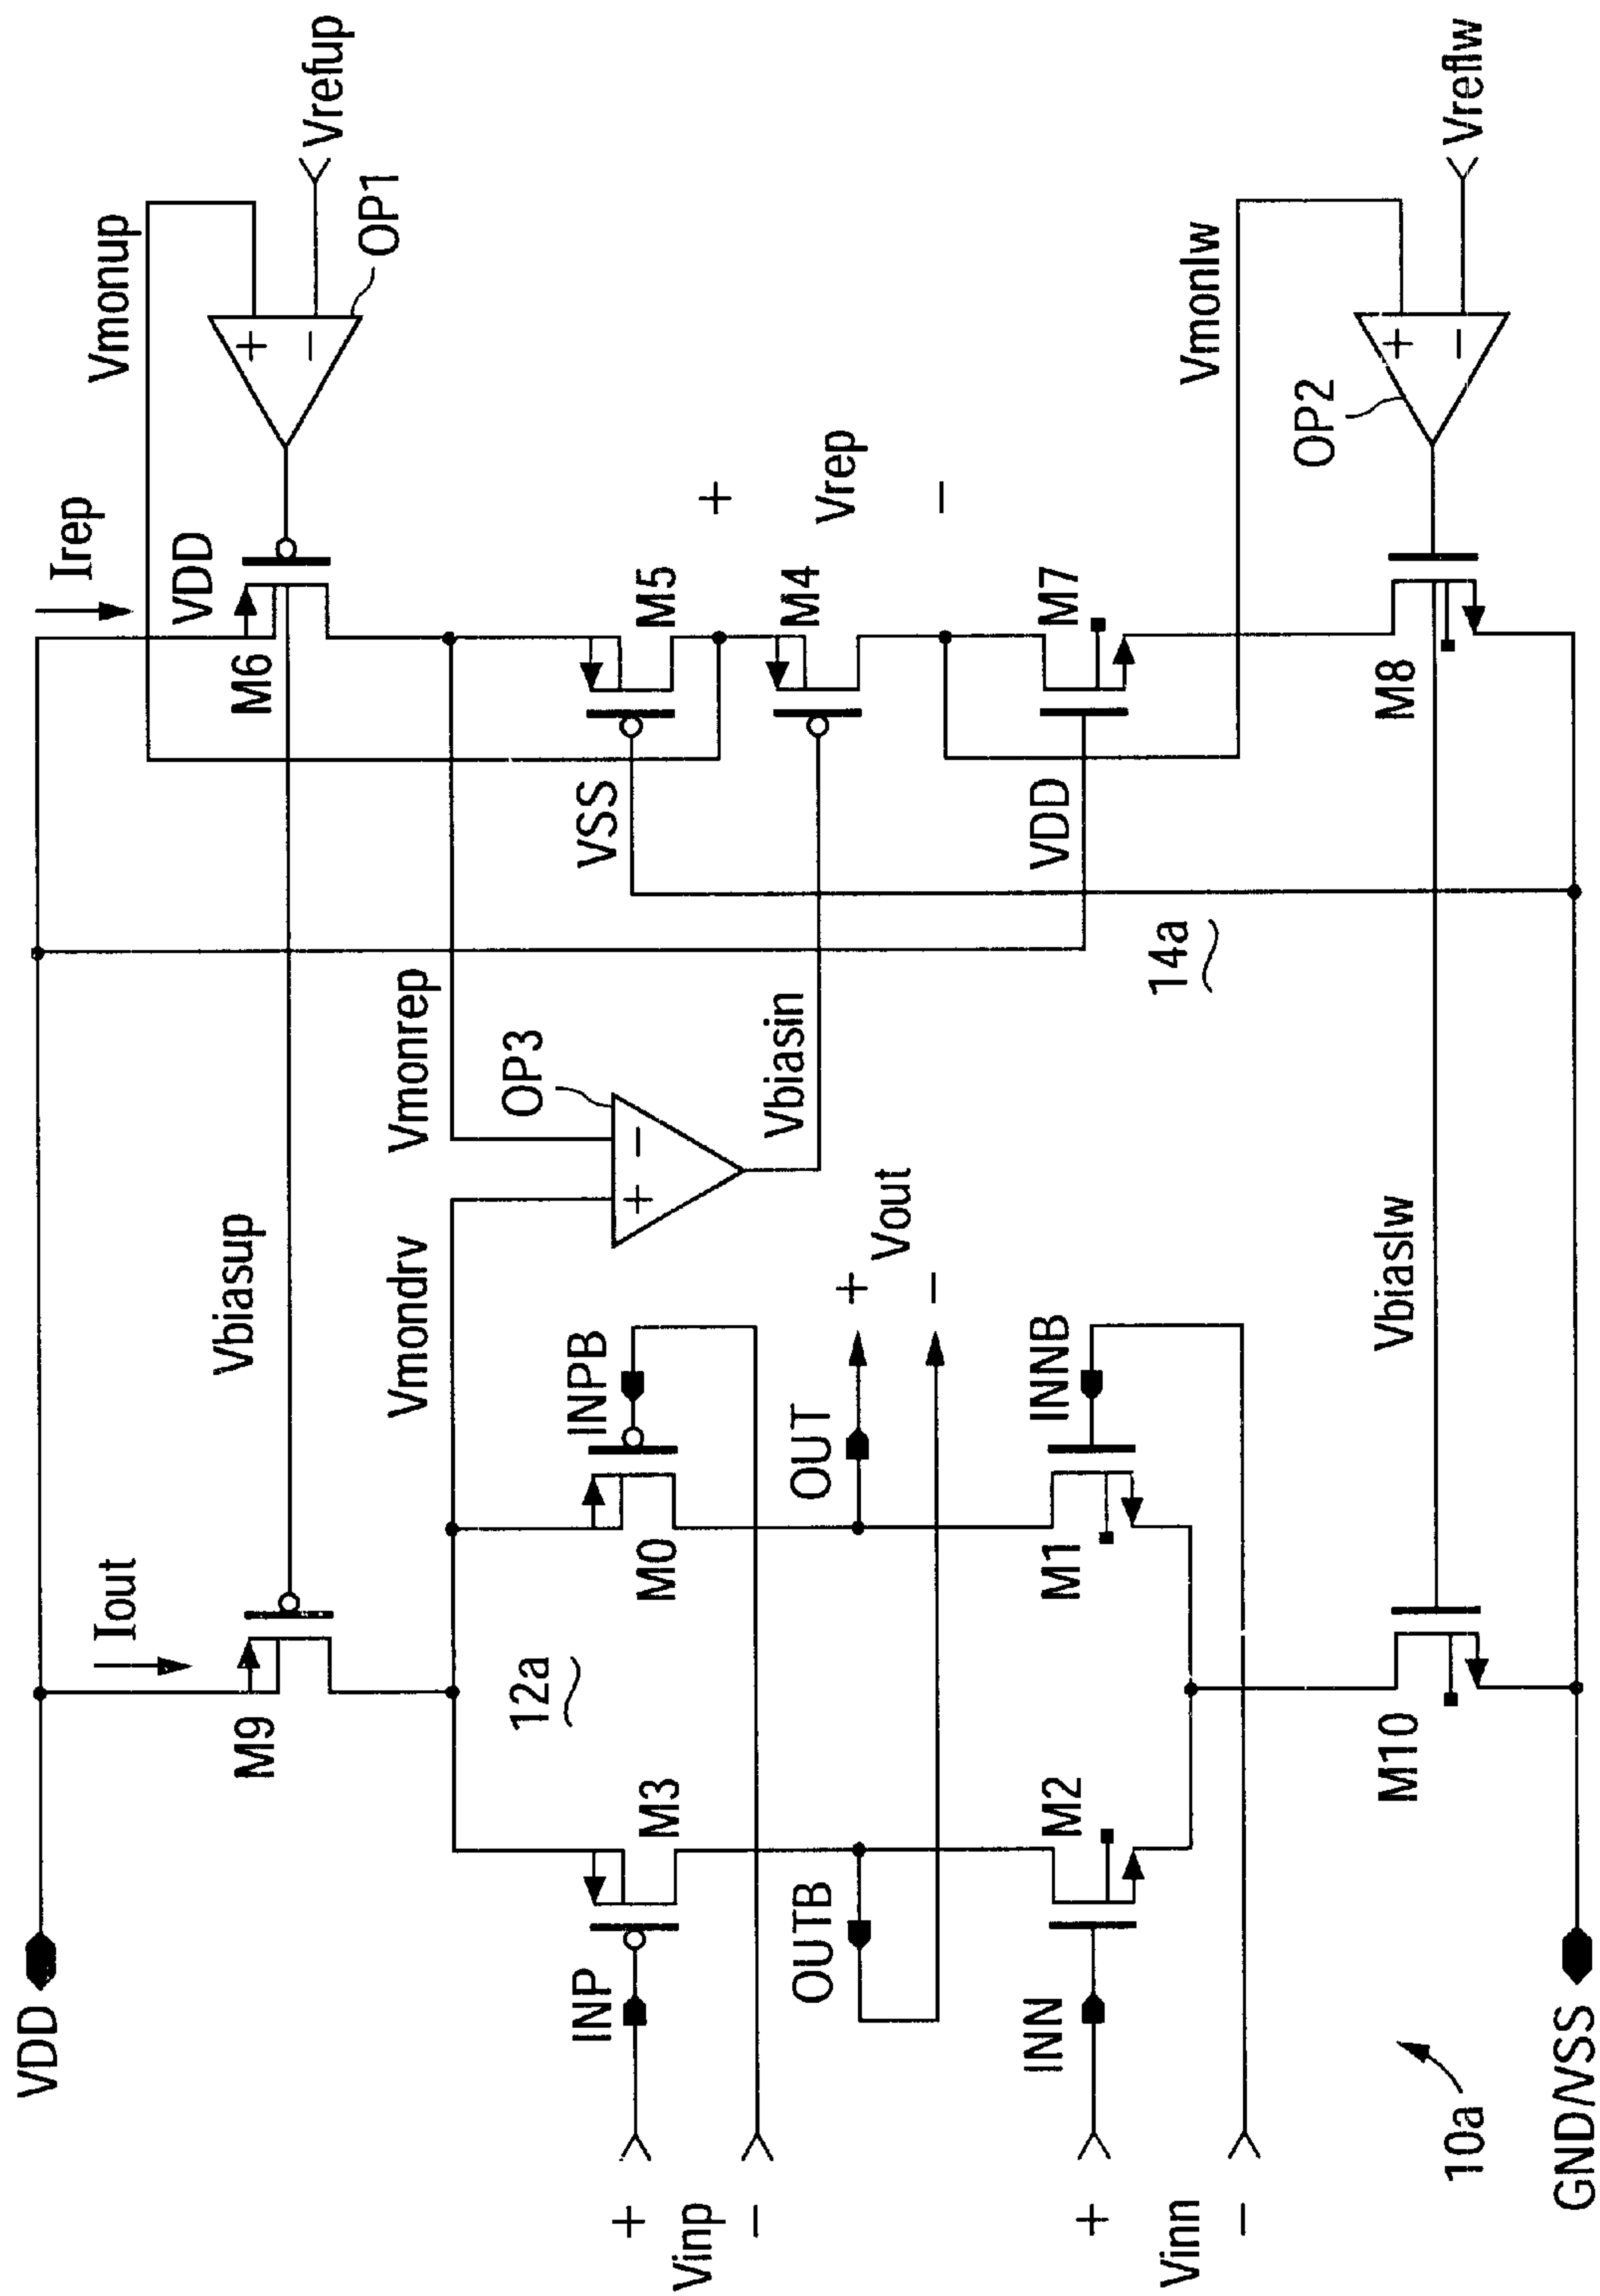 VDD
Iout
M9
Vbiasup
Irep
VDD
M6
Vmonup
+
−
OP1
Vrefup
Vmondrv
Vmonrep
OP3
+
−
12a
INP
M3
M0
INPB
VSS
M5
+
Vinp
−
OUTB
OUT
+
Vout
−
Vbiasin
M4
+
Vrep
−
INN
M2
M1
INNB
14a
VDD
M7
Vmonlw
+
Vinn
−
M10
Vbiaslw
M8
OP2
+
−
Vreflw
10a
GND/VSS